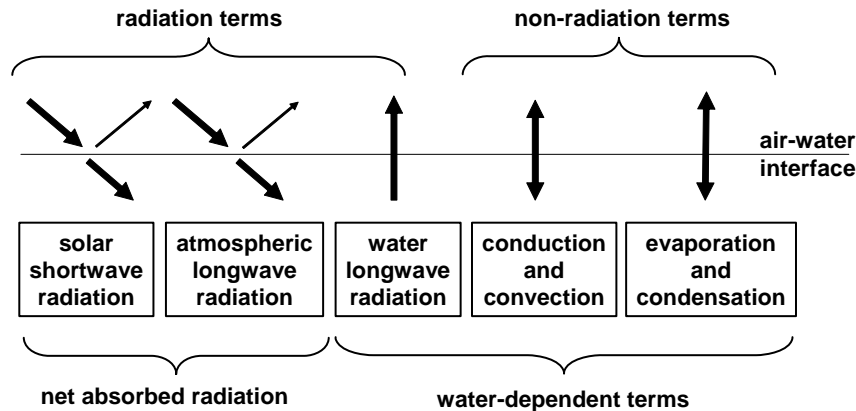 radiation terms
non-radiation terms
air-water
interface
solar
shortwave
radiation
atmospheric
longwave
radiation
water
longwave
radiation
conduction
and
convection
evaporation
and
condensation
net absorbed radiation
water-dependent terms